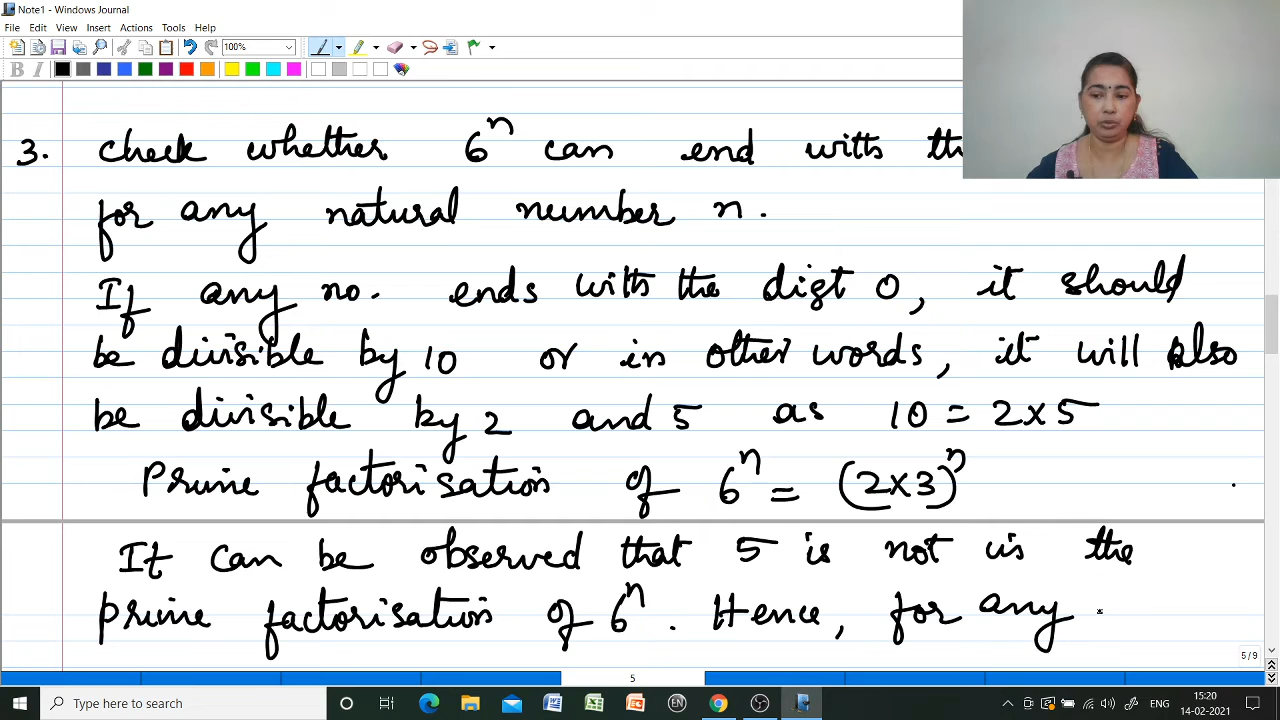 Note1 - Windows Journal
File Edit View Insert Actions Tools Help
100%
B I
3. Check whether 6ⁿ can end with th
for any natural number n.
If any no. ends with the digt 0, it should
be divisible by 10 or in other words, it will also
be divisible by 2 and 5 as 10 = 2×5
Prime factorisation of 6ⁿ = (2×3)ⁿ
It can be observed that 5 is not in the
prime factorisation of 6ⁿ. Hence, for any
5/9
5
Type here to search
EN
ENG
15:20
14-02-2021